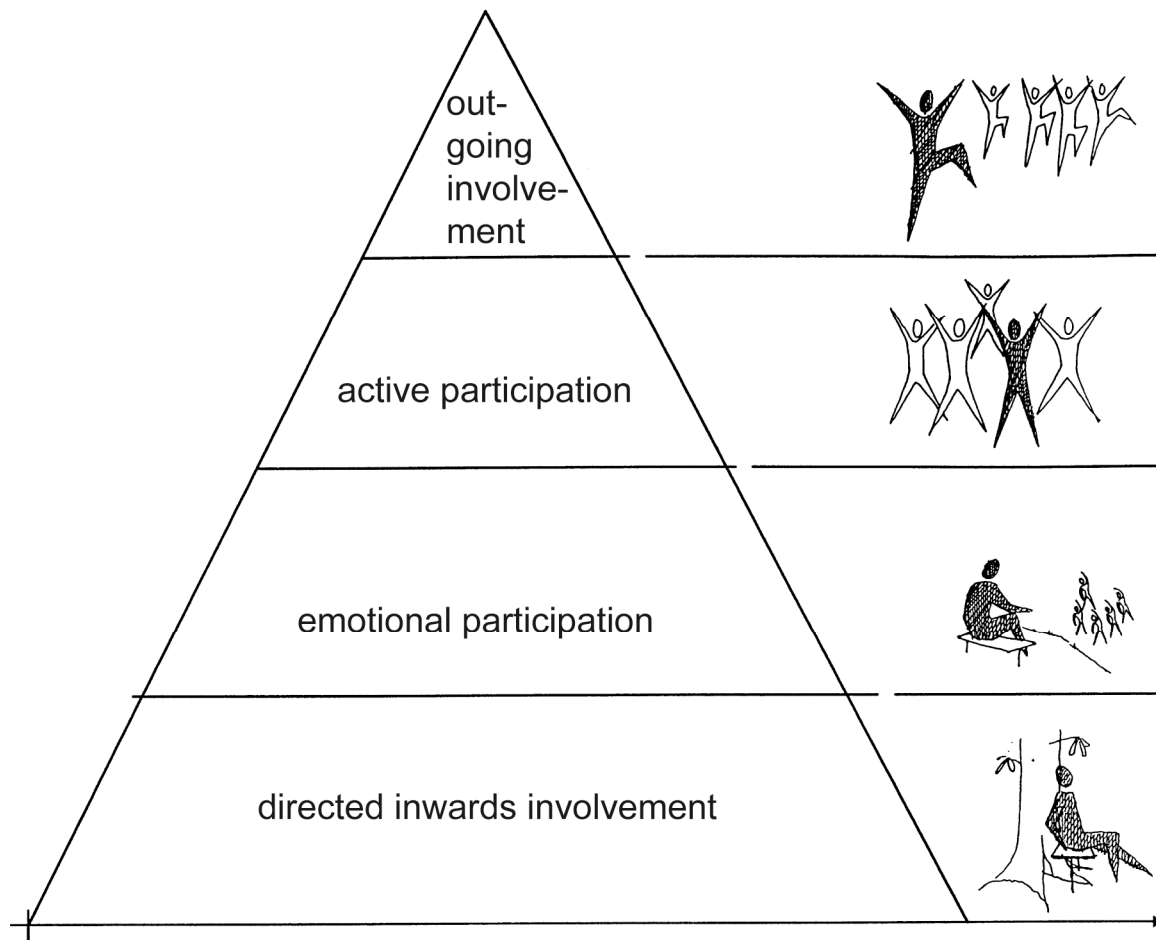 out-
going
involve-
ment
active participation
emotional participation
directed inwards involvement